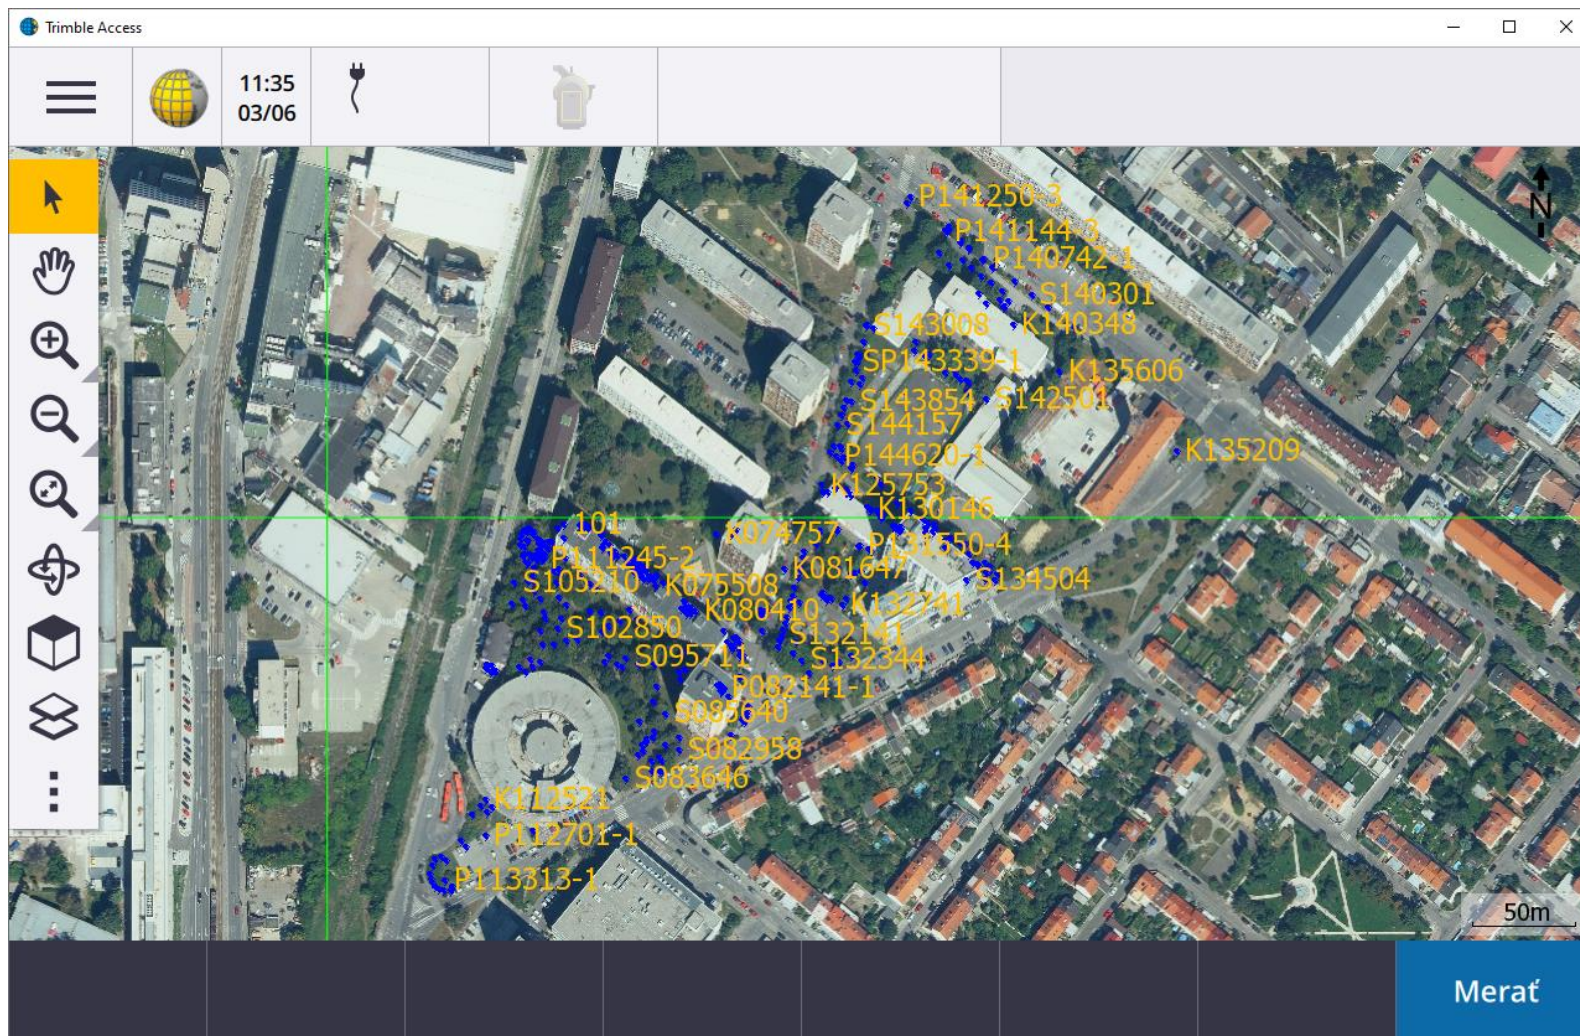 Trimble Access
11:35
03/06
P141250-3
P141144-3
N
P140742-1
S140301
S143008
K140348
SP143339-1
K135606
S143854
S142501
S144157
P144620-1
K135209
K125753
K130146
101
K074757
P131550-4
P111245-2
K081647
S105210
K075508
S134504
K080410
K132741
S102850
S132141
S095711
S132344
P082141-1
S085640
S082958
S083646
K112521
P112701-1
P113313-1
50m
Merať